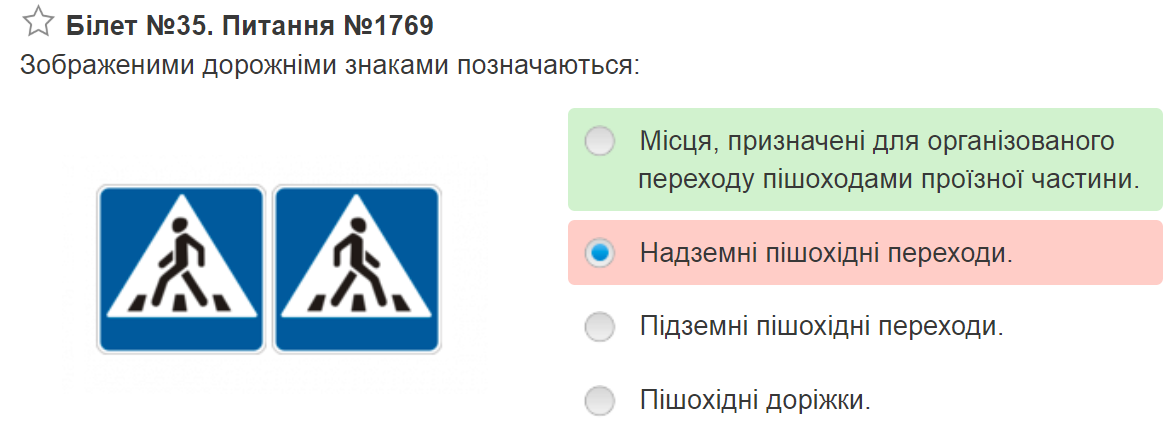 Білет №35. Питання №1769
Зображеними дорожніми знаками позначаються:
Місця, призначені для організованого
переходу пішоходами проїзної частини.
Надземні пішохідні переходи.
Підземні пішохідні переходи.
Пішохідні доріжки.